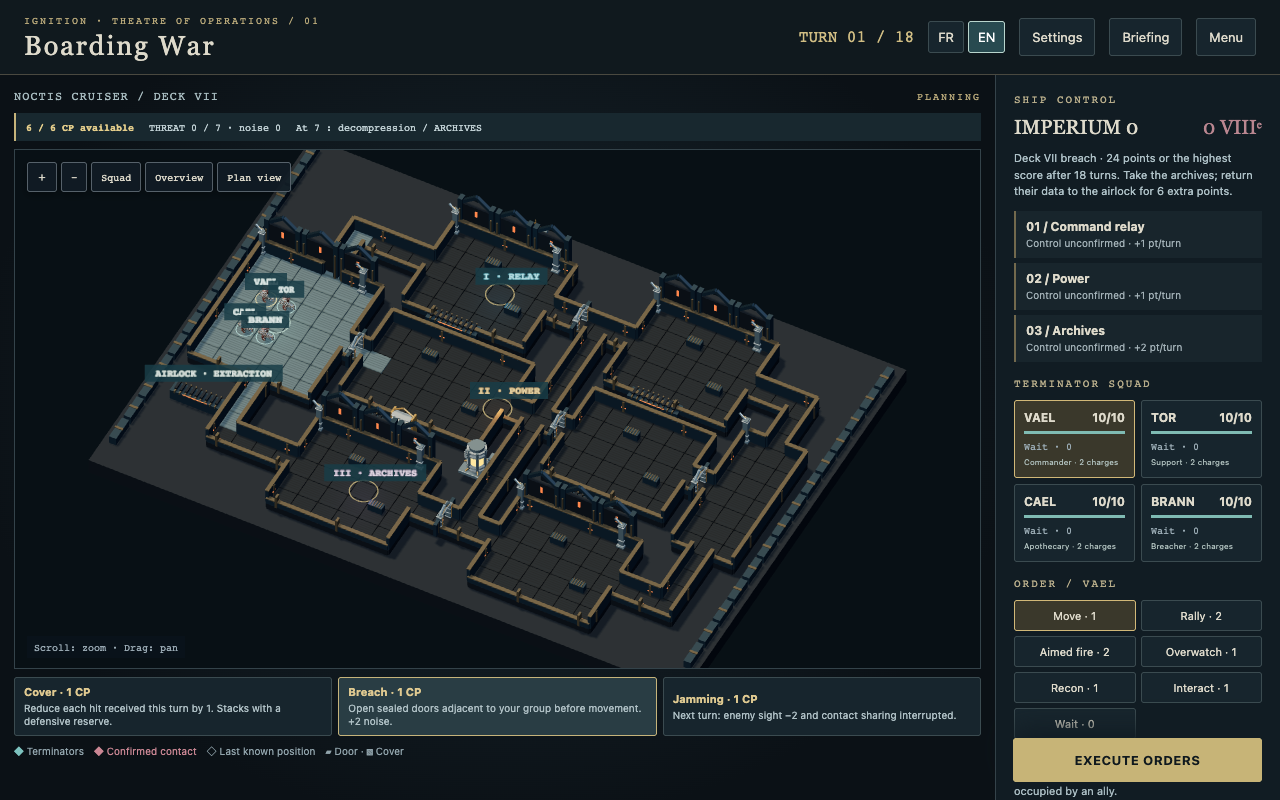 IGNITION · THEATRE OF OPERATIONS / 01
Boarding War
TURN 01 / 18
FR
EN
Settings
Briefing
Menu
NOCTIS CRUISER / DECK VII
PLANNING
6 / 6 CP available THREAT 0 / 7 · noise 0 At 7 : decompression / ARCHIVES
+
−
Squad
Overview
Plan view
I · RELAY
TOR
BRANN
AIRLOCK · EXTRACTION
II · POWER
III · ARCHIVES
Scroll: zoom · Drag: pan
Cover · 1 CP
Reduce each hit received this turn by 1. Stacks with a
defensive reserve.
Breach · 1 CP
Open sealed doors adjacent to your group before movement.
+2 noise.
Jamming · 1 CP
Next turn: enemy sight −2 and contact sharing interrupted.
Terminators
Confirmed contact
Last known position
Door · Cover
SHIP CONTROL
IMPERIUM 0
0 VIIIe
Deck VII breach · 24 points or the highest
score after 18 turns. Take the archives; return
their data to the airlock for 6 extra points.
01 / Command relay
Control unconfirmed · +1 pt/turn
02 / Power
Control unconfirmed · +1 pt/turn
03 / Archives
Control unconfirmed · +2 pt/turn
TERMINATOR SQUAD
VAEL 10/10
Wait · 0
Commander · 2 charges
TOR 10/10
Wait · 0
Support · 2 charges
CAEL 10/10
Wait · 0
Apothecary · 2 charges
BRANN 10/10
Wait · 0
Breacher · 2 charges
ORDER / VAEL
Move · 1
Rally · 2
Aimed fire · 2
Overwatch · 1
Recon · 1
Interact · 1
Wait · 0
EXECUTE ORDERS
occupied by an ally.